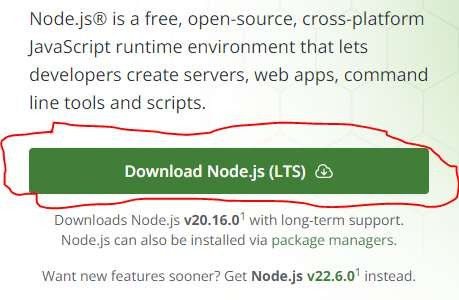 Node.js® is a free, open-source, cross-platform
JavaScript runtime environment that lets
developers create servers, web apps, command
line tools and scripts.
Download Node.js (LTS)
Downloads Node.js v20.16.0¹ with long-term support.
Node.js can also be installed via package managers.
Want new features sooner? Get Node.js v22.6.0¹ instead.